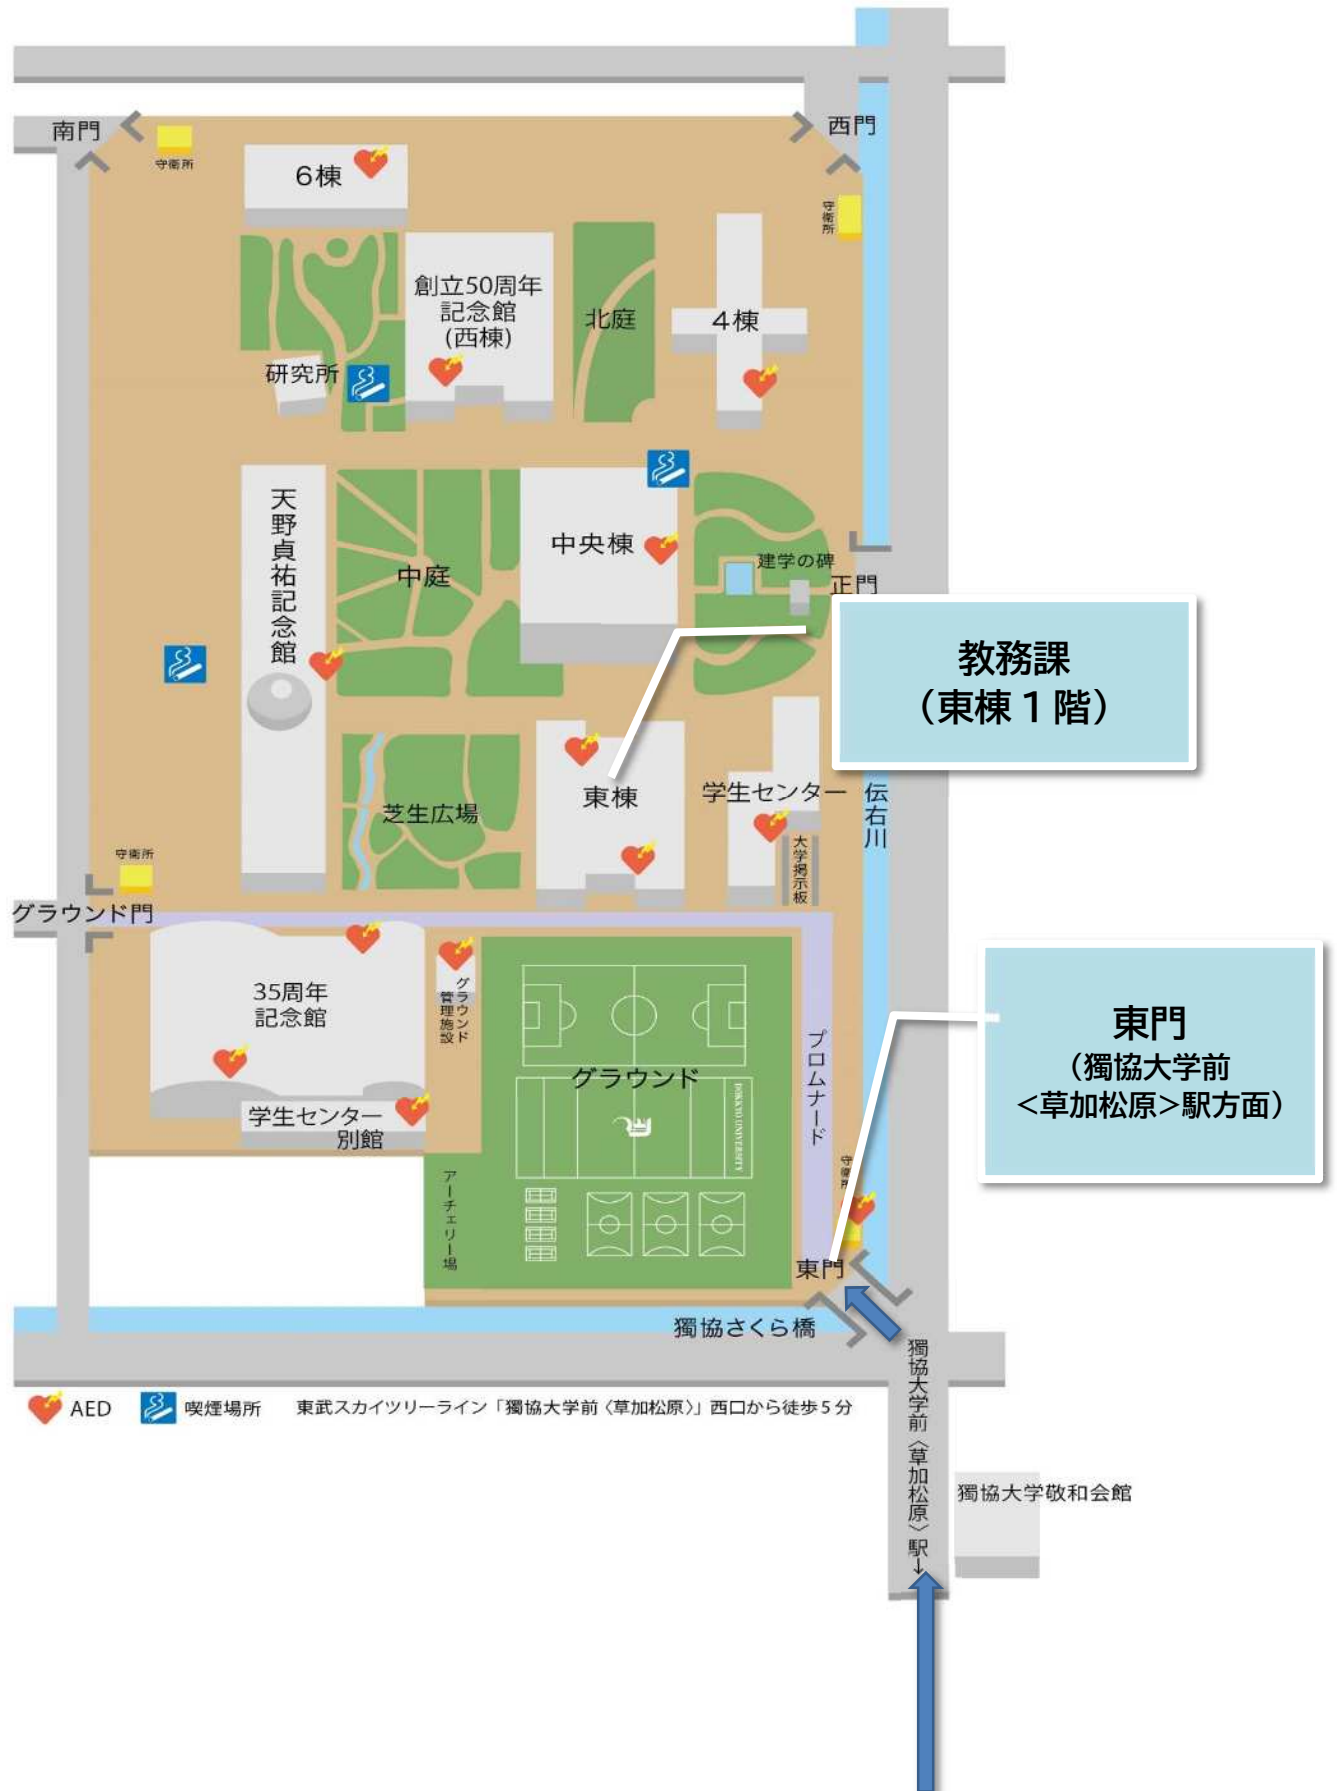 南門
守衛所
西門
守衛所
6棟
創立50周年
記念館
(西棟)
北庭
4棟
研究所
天野貞祐記念館
中央棟
中庭
建学の碑
正門
教務課
（東棟１階）
東棟
学生センター
伝右川
芝生広場
大学掲示板
守衛所
グラウンド門
35周年
記念館
グラウンド
管理施設
プロムナード
東門
（獨協大学前
<草加松原>駅方面）
グラウンド
DOKKYO UNIVERSITY
学生センター
別館
アーチェリー場
守衛所
東門
獨協さくら橋
獨協大学前〈草加松原〉駅→
AED
喫煙場所
東武スカイツリーライン「獨協大学前〈草加松原〉」西口から徒歩５分
獨協大学敬和会館